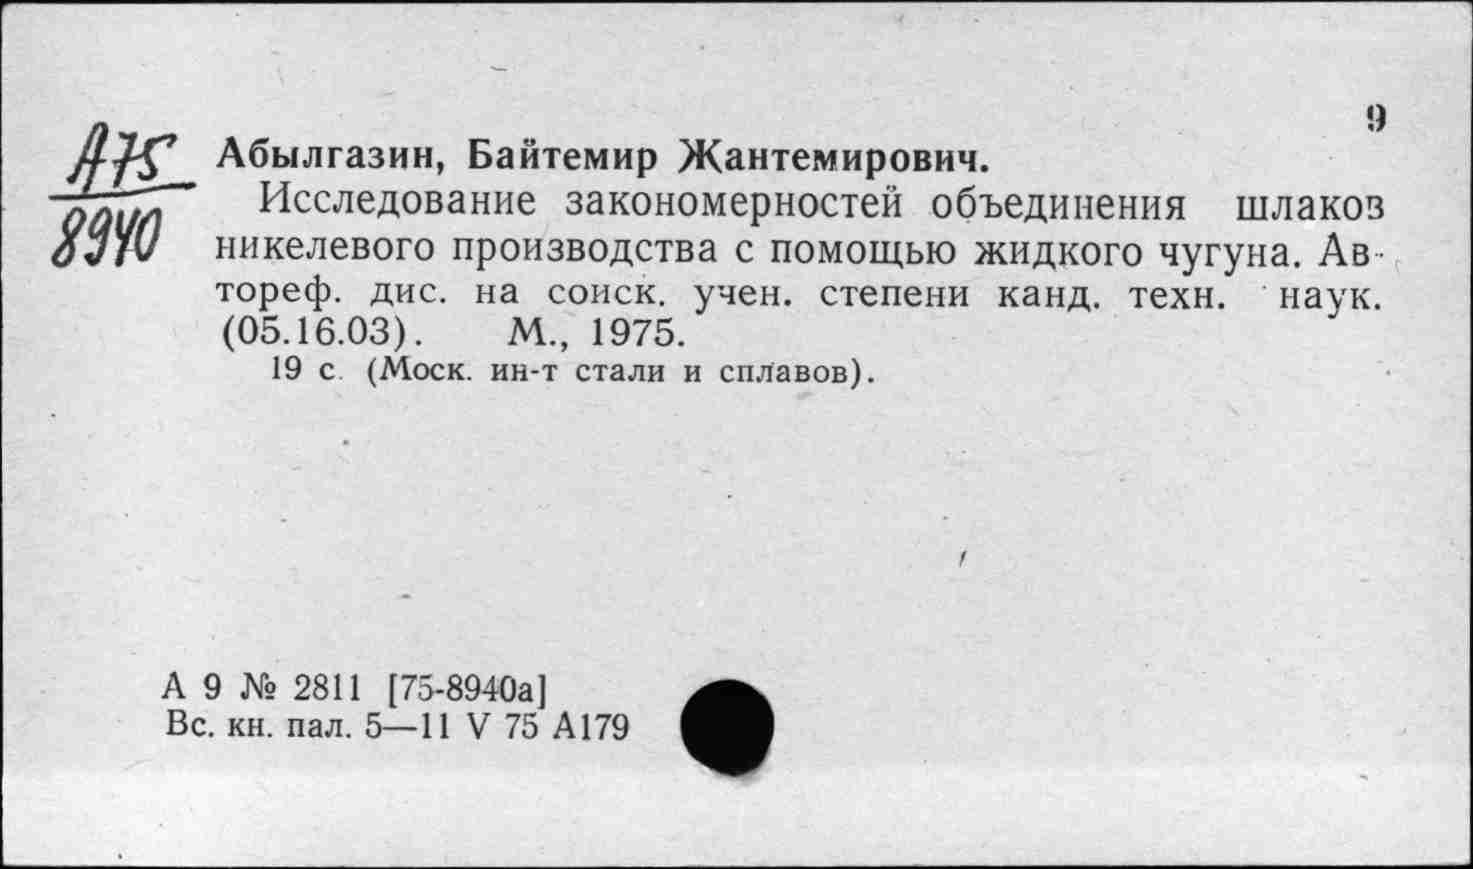 9
А75
8940
Абылгазин, Байтемир Жантемирович.
Исследование закономерностей объединения шлаков
никелевого производства с помощью жидкого чугуна. Ав-
тореф. дис. на соиск. учен. степени канд. техн. наук.
(05.16.03). М., 1975.
19 с. (Моск. ин-т стали и сплавов).
А 9 № 2811 [75-8940а]
Вс. кн. пал. 5—11 V 75 А179